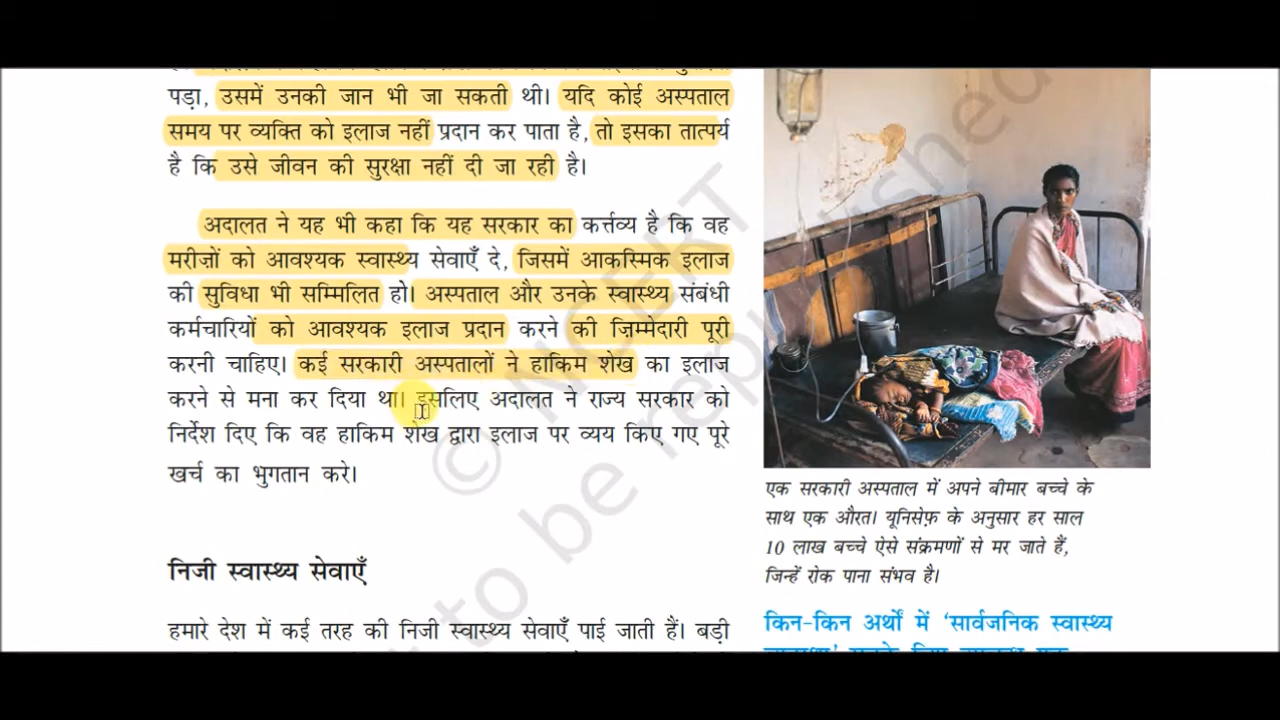 पड़ा, उसमें उनकी जान भी जा सकती थी। यदि कोई अस्पताल
समय पर व्यक्ति को इलाज नहीं प्रदान कर पाता है, तो इसका तात्पर्य
है कि उसे जीवन की सुरक्षा नहीं दी जा रही है।
अदालत ने यह भी कहा कि यह सरकार का कर्त्तव्य है कि वह
मरीज़ों को आवश्यक स्वास्थ्य सेवाएँ दे, जिसमें आकस्मिक इलाज
की सुविधा भी सम्मिलित हो। अस्पताल और उनके स्वास्थ्य संबंधी
कर्मचारियों को आवश्यक इलाज प्रदान करने की ज़िम्मेदारी पूरी
करनी चाहिए। कई सरकारी अस्पतालों ने हाकिम शेख का इलाज
करने से मना कर दिया था। इसलिए अदालत ने राज्य सरकार को
निर्देश दिए कि वह हाकिम शेख द्वारा इलाज पर व्यय किए गए पूरे
खर्च का भुगतान करे।
निजी स्वास्थ्य सेवाएँ
हमारे देश में कई तरह की निजी स्वास्थ्य सेवाएँ पाई जाती हैं। बड़ी
एक सरकारी अस्पताल में अपने बीमार बच्चे के
साथ एक औरत। यूनिसेफ़ के अनुसार हर साल
10 लाख बच्चे ऐसे संक्रमणों से मर जाते हैं,
जिन्हें रोक पाना संभव है।
किन-किन अर्थों में ‘सार्वजनिक स्वास्थ्य
© NCERT
to be republished